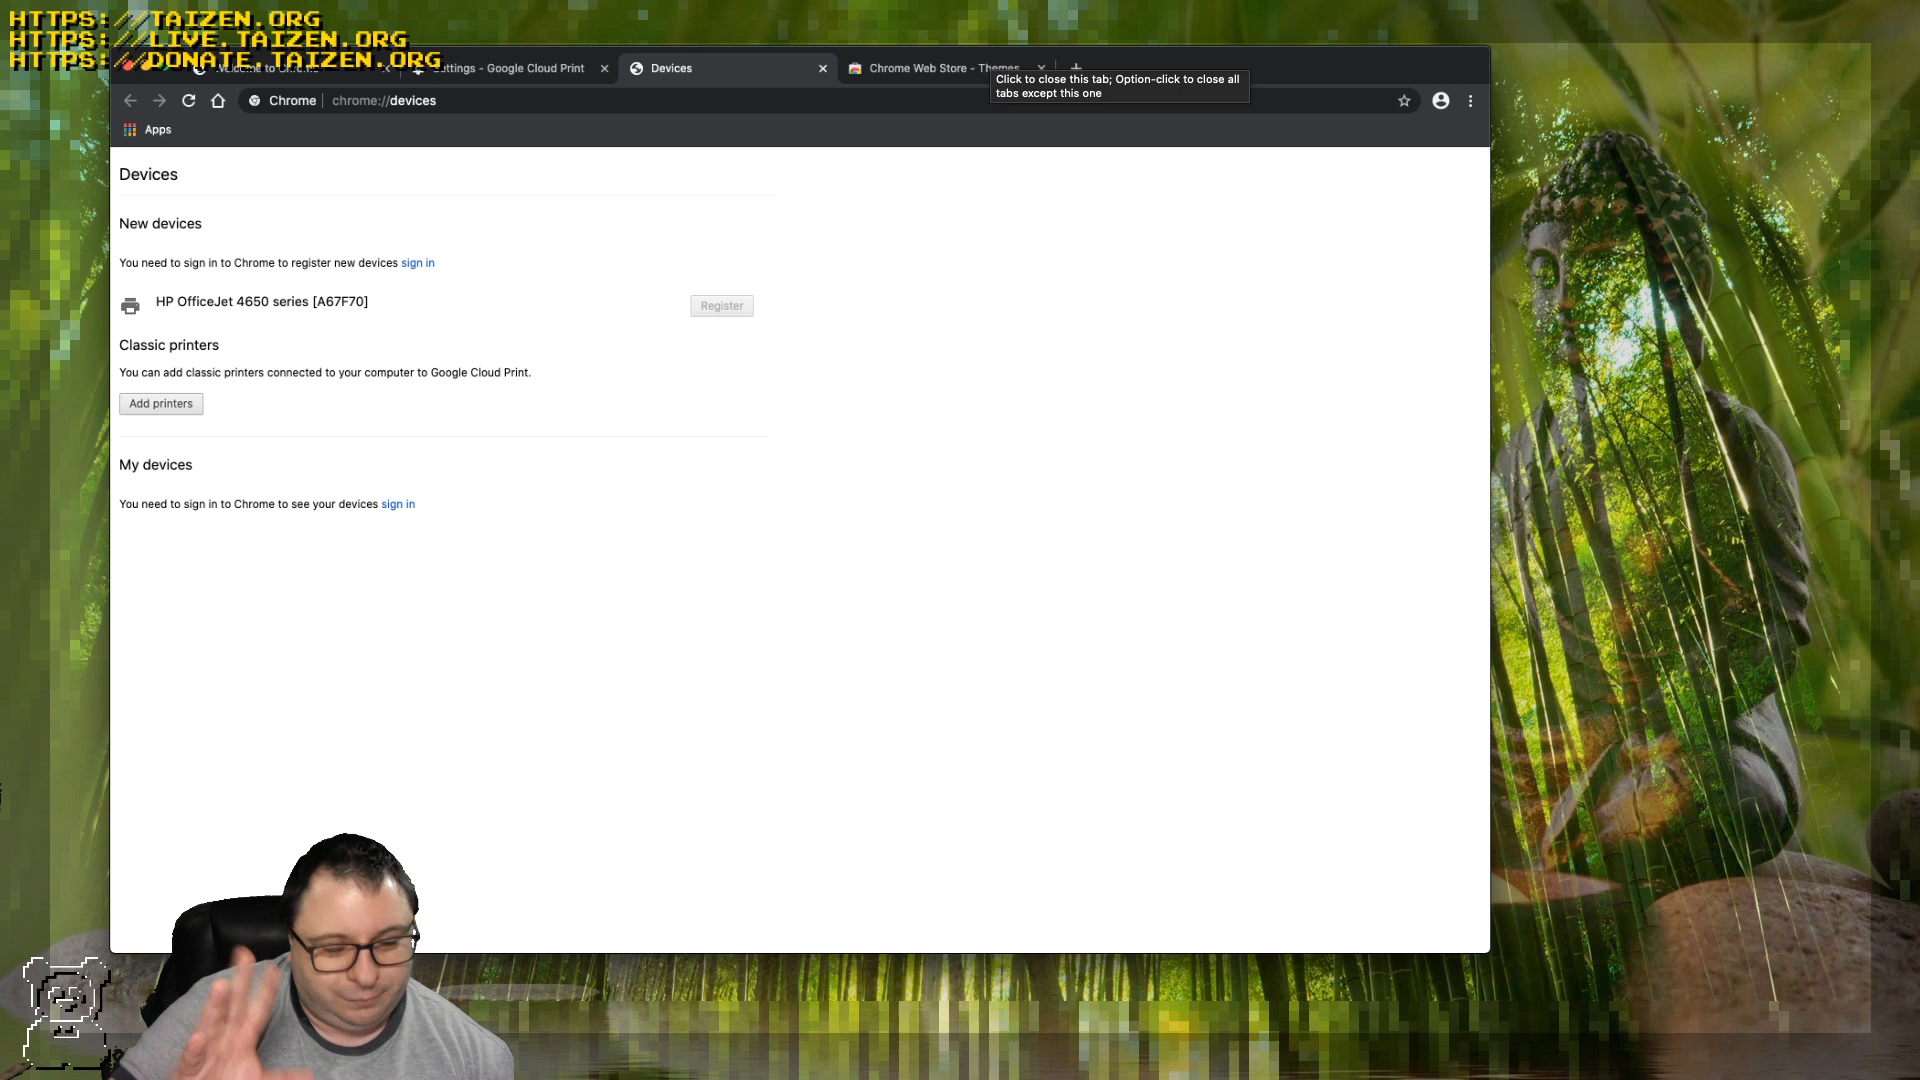 HTTPS://TAIZEN.ORG
HTTPS://LIVE.TAIZEN.ORG
HTTPS://DONATE.TAIZEN.ORG
Settings - Google Cloud Print
Devices
Chrome Web Store - Themes
Click to close this tab; Option-click to close all
tabs except this one
Chrome chrome://devices
Apps
Devices
New devices
You need to sign in to Chrome to register new devices sign in
HP OfficeJet 4650 series [A67F70]
Register
Classic printers
You can add classic printers connected to your computer to Google Cloud Print.
Add printers
My devices
You need to sign in to Chrome to see your devices sign in